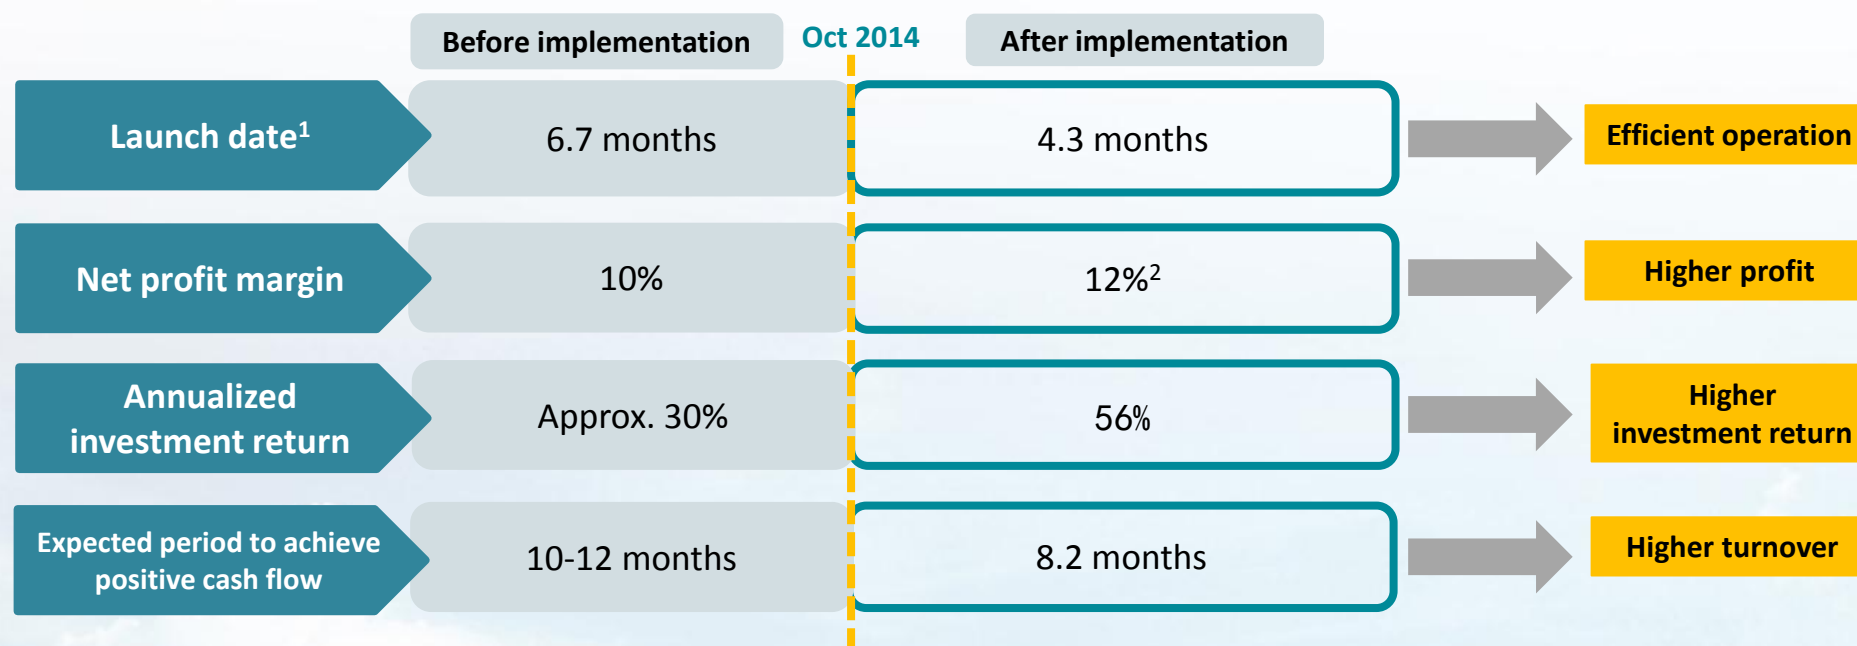 Before implementation
Oct 2014
After implementation
Launch date¹
6.7 months
4.3 months
Efficient operation
Net profit margin
10%
12%²
Higher profit
Annualized
investment return
Approx. 30%
56%
Higher
investment return
Expected period to achieve
positive cash flow
10-12 months
8.2 months
Higher turnover